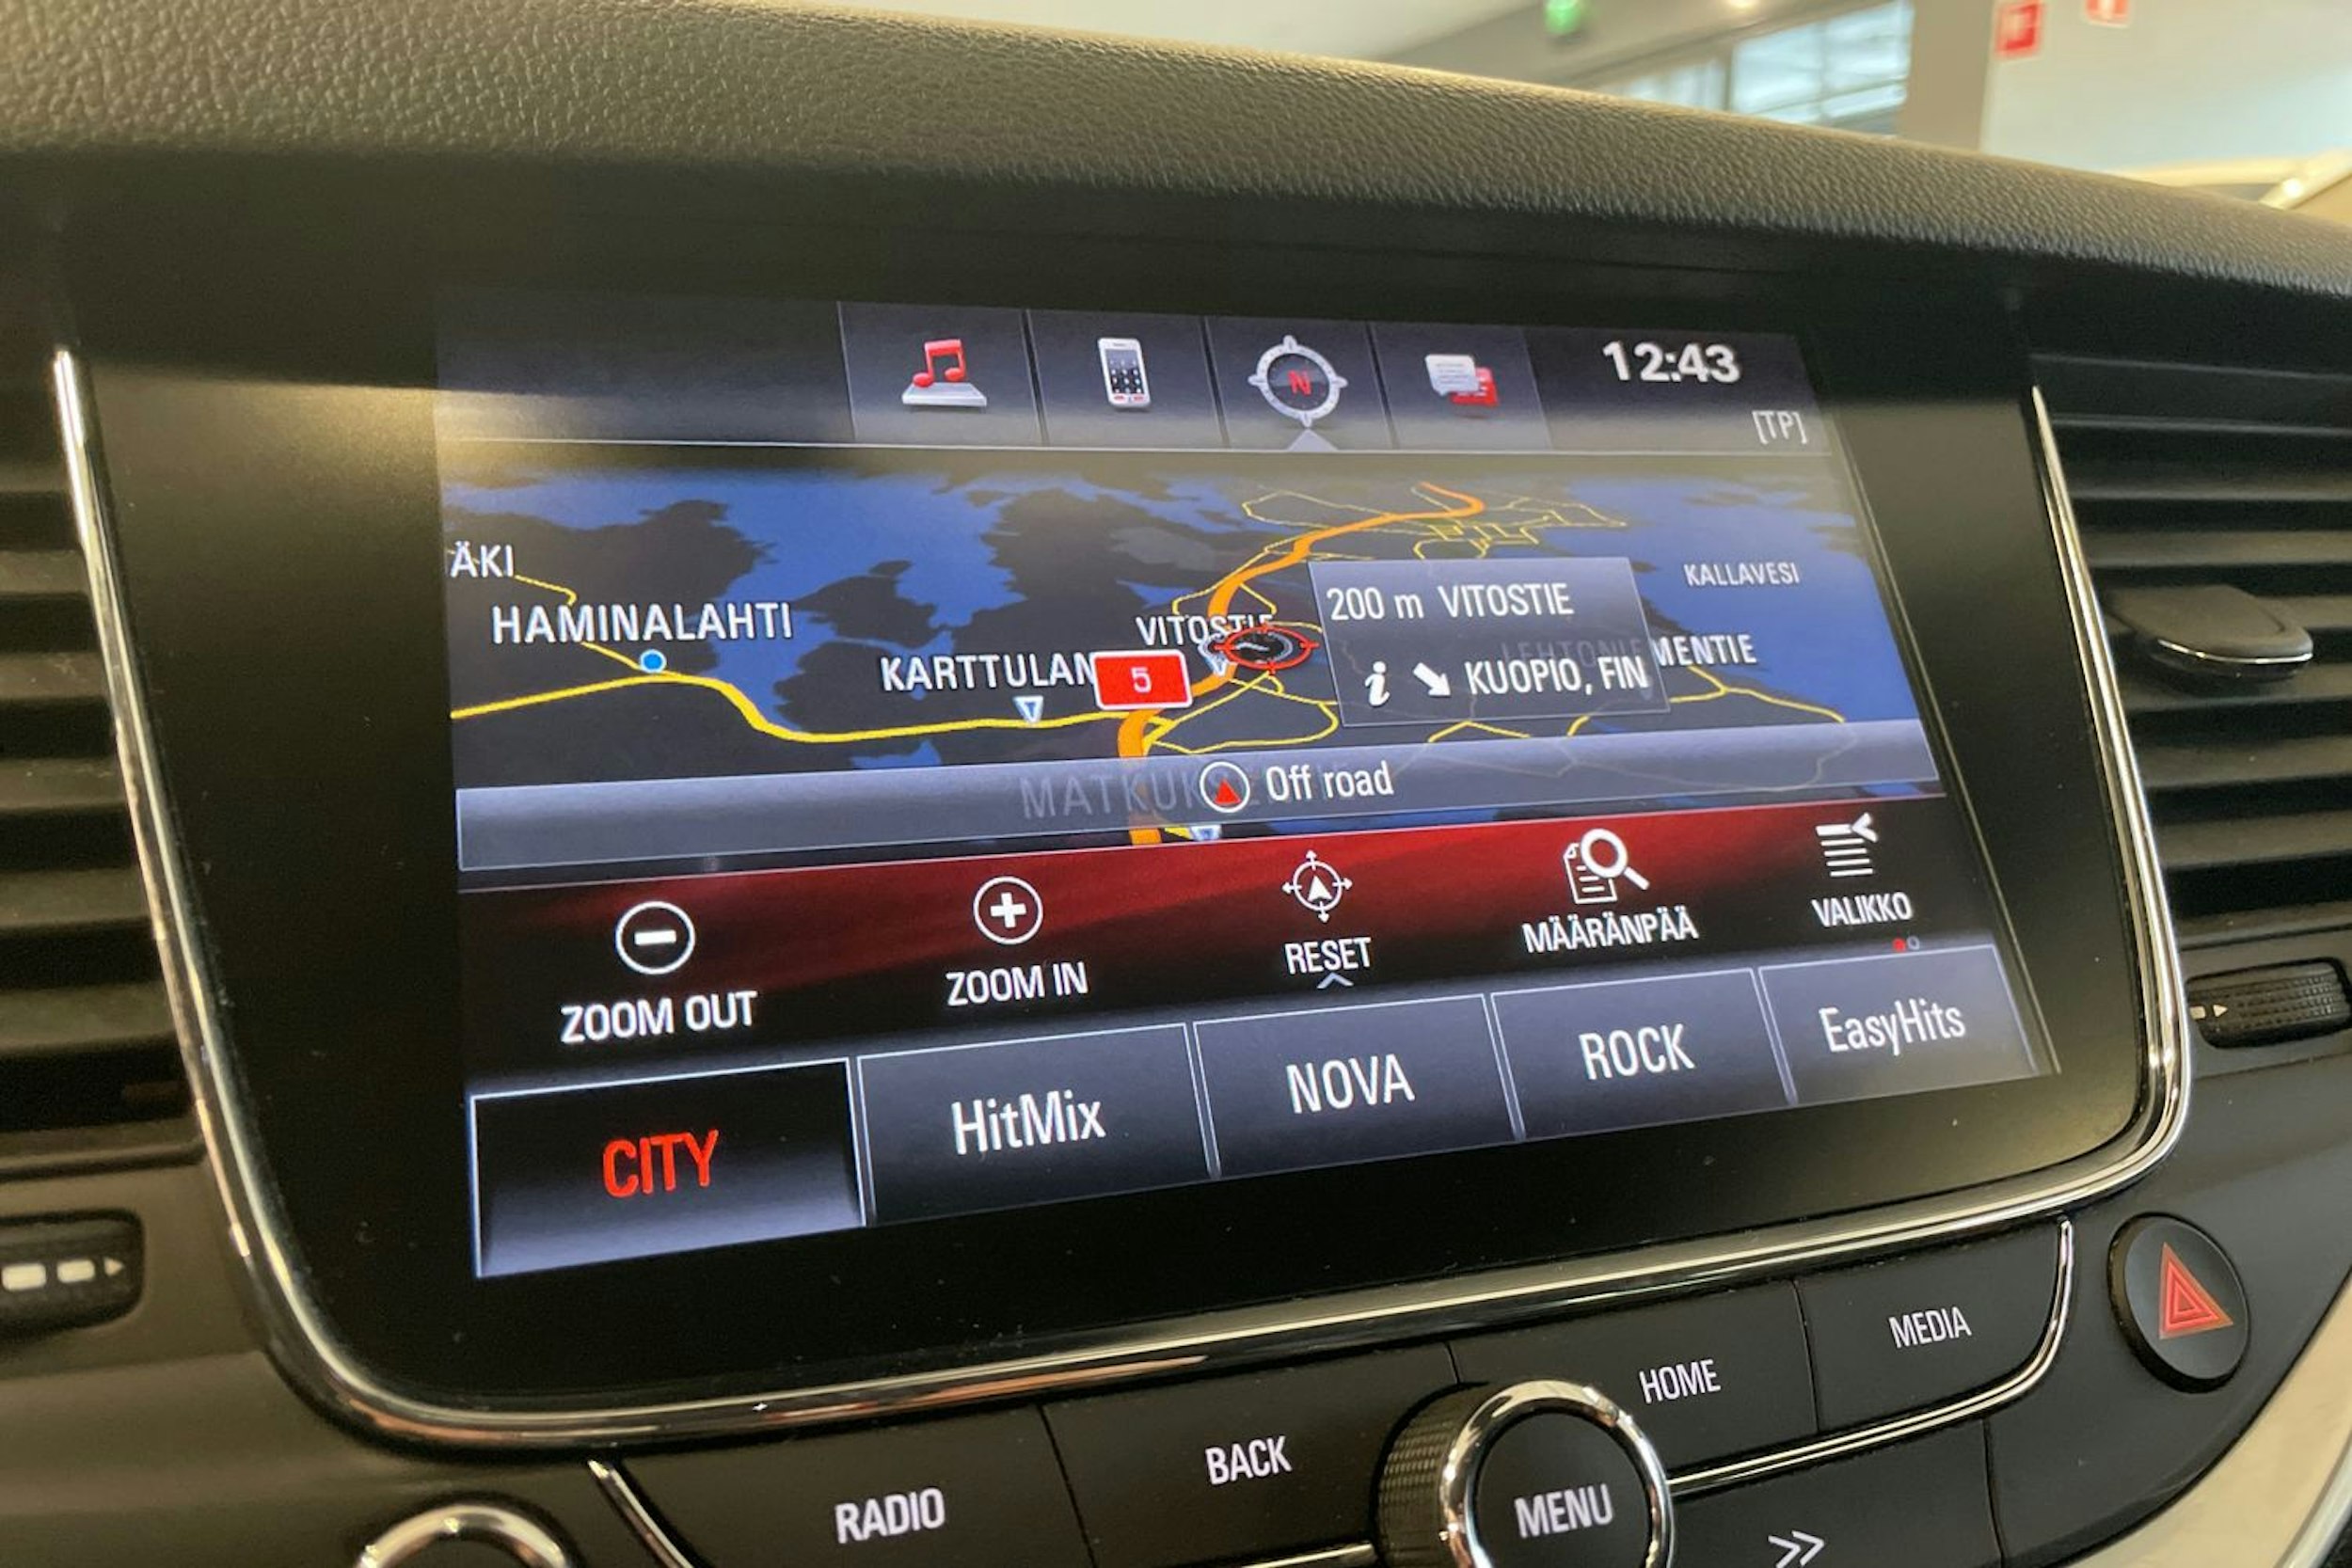 N
12:43
[TP]
ÄKI
KALLAVESI
HAMINALAHTI
VITOSTIE
200 m VITOSTIE
KARTTULAN
5
MENTIE
i KUOPIO, FIN
Off road
ZOOM OUT
ZOOM IN
RESET
MÄÄRÄNPÄÄ
VALIKKO
CITY
HitMix
NOVA
ROCK
EasyHits
RADIO
BACK
MENU
HOME
MEDIA